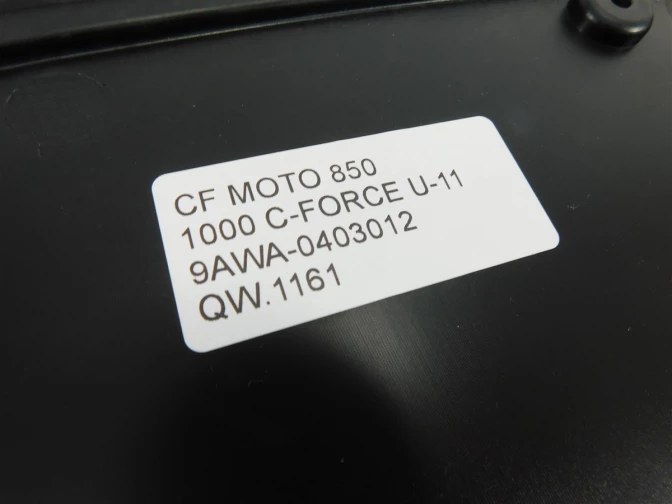 CF MOTO 850
1000 C-FORCE U-11
9AWA-0403012
QW.1161